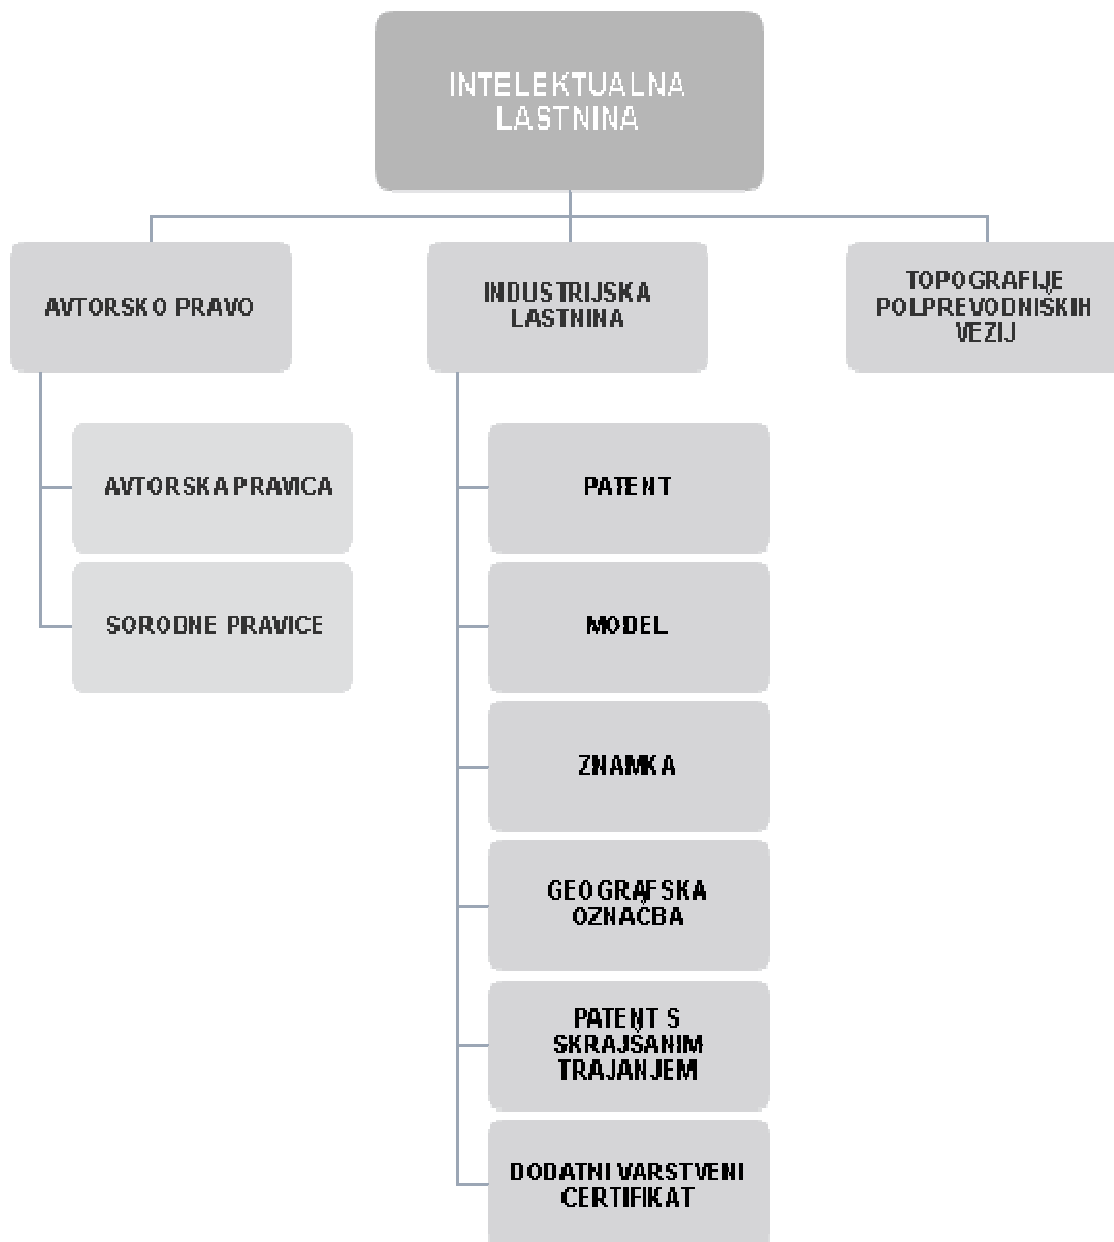 INTELEKTUALNA
LASTNINA
AVTORSKO PRAVO
INDUSTRIJSKA
LASTNINA
TOPOGRAFIJE
POLPREVODNIŠKIH
VEZIJ
AVTORSKA PRAVICA
SORODNE PRAVICE
PATENT
MODEL
ZNAMKA
GEOGRAFSKA
OZNAČBA
PATENT S
SKRAJŠANIM
TRAJANJEM
DODATNI VARSTVENI
CERTIFIKAT